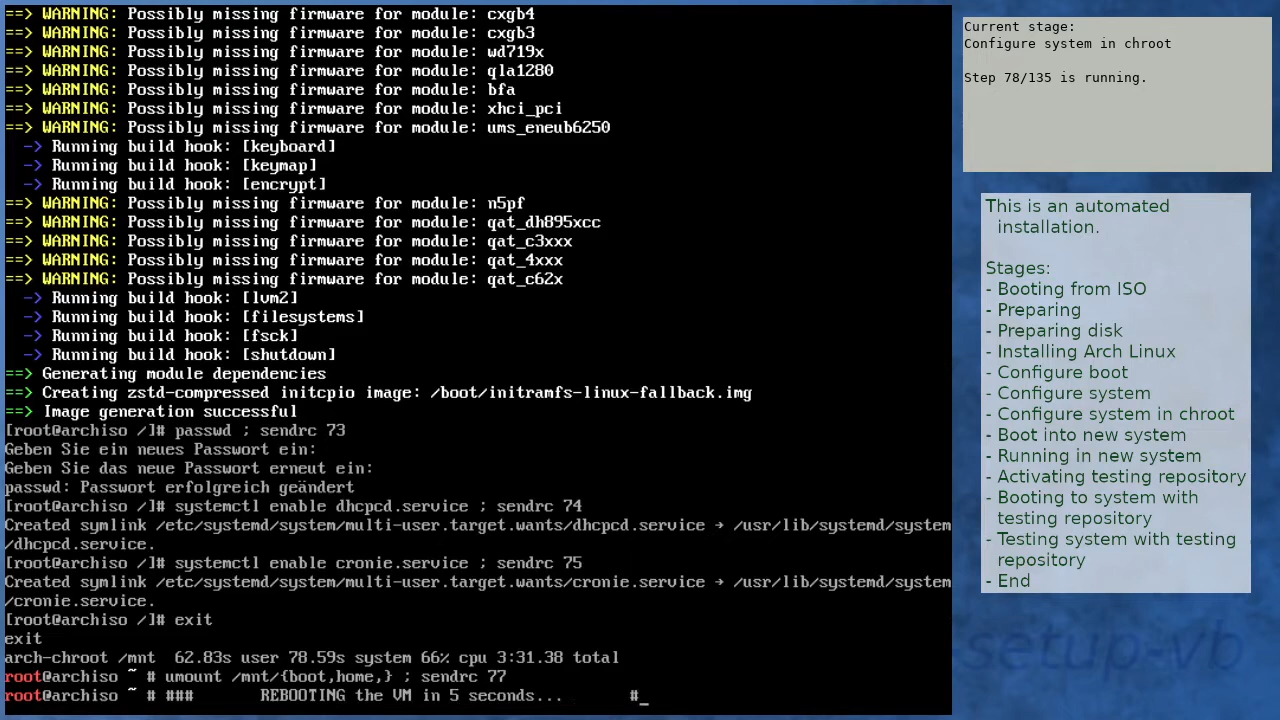 ==> WARNING: Possibly missing firmware for module: cxgb4
==> WARNING: Possibly missing firmware for module: cxgb3
==> WARNING: Possibly missing firmware for module: wd719x
==> WARNING: Possibly missing firmware for module: qla1280
==> WARNING: Possibly missing firmware for module: bfa
==> WARNING: Possibly missing firmware for module: xhci_pci
==> WARNING: Possibly missing firmware for module: ums_eneub6250
  -> Running build hook: [keyboard]
  -> Running build hook: [keymap]
  -> Running build hook: [encrypt]
==> WARNING: Possibly missing firmware for module: n5pf
==> WARNING: Possibly missing firmware for module: qat_dh895xcc
==> WARNING: Possibly missing firmware for module: qat_c3xxx
==> WARNING: Possibly missing firmware for module: qat_4xxx
==> WARNING: Possibly missing firmware for module: qat_c62x
  -> Running build hook: [lvm2]
  -> Running build hook: [filesystems]
  -> Running build hook: [fsck]
  -> Running build hook: [shutdown]
==> Generating module dependencies
==> Creating zstd-compressed initcpio image: /boot/initramfs-linux-fallback.img
==> Image generation successful
[root@archiso /]# passwd ; sendrc 73
Geben Sie ein neues Passwort ein:
Geben Sie das neue Passwort erneut ein:
passwd: Passwort erfolgreich geändert
[root@archiso /]# systemctl enable dhcpcd.service ; sendrc 74
Created symlink /etc/systemd/system/multi-user.target.wants/dhcpcd.service → /usr/lib/systemd/system
/dhcpcd.service.
[root@archiso /]# systemctl enable cronie.service ; sendrc 75
Created symlink /etc/systemd/system/multi-user.target.wants/cronie.service → /usr/lib/systemd/system
/cronie.service.
[root@archiso /]# exit
exit
arch-chroot /mnt  62.83s user 78.59s system 66% cpu 3:31.38 total
root@archiso ~ # umount /mnt/{boot,home,} ; sendrc 77
root@archiso ~ # ###       REBOOTING the VM in 5 seconds...       #_
Current stage:
Configure system in chroot
Step 78/135 is running.
This is an automated
installation.
Stages:
- Booting from ISO
- Preparing
- Preparing disk
- Installing Arch Linux
- Configure boot
- Configure system
- Configure system in chroot
- Boot into new system
- Running in new system
- Activating testing repository
- Booting to system with
testing repository
- Testing system with testing
repository
- End
setup-vb